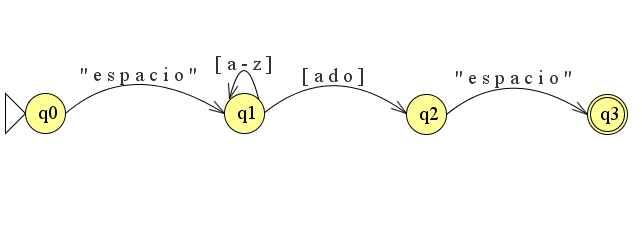 "espacio"
[a-z]
[ado]
"espacio"
q0
q1
q2
q3